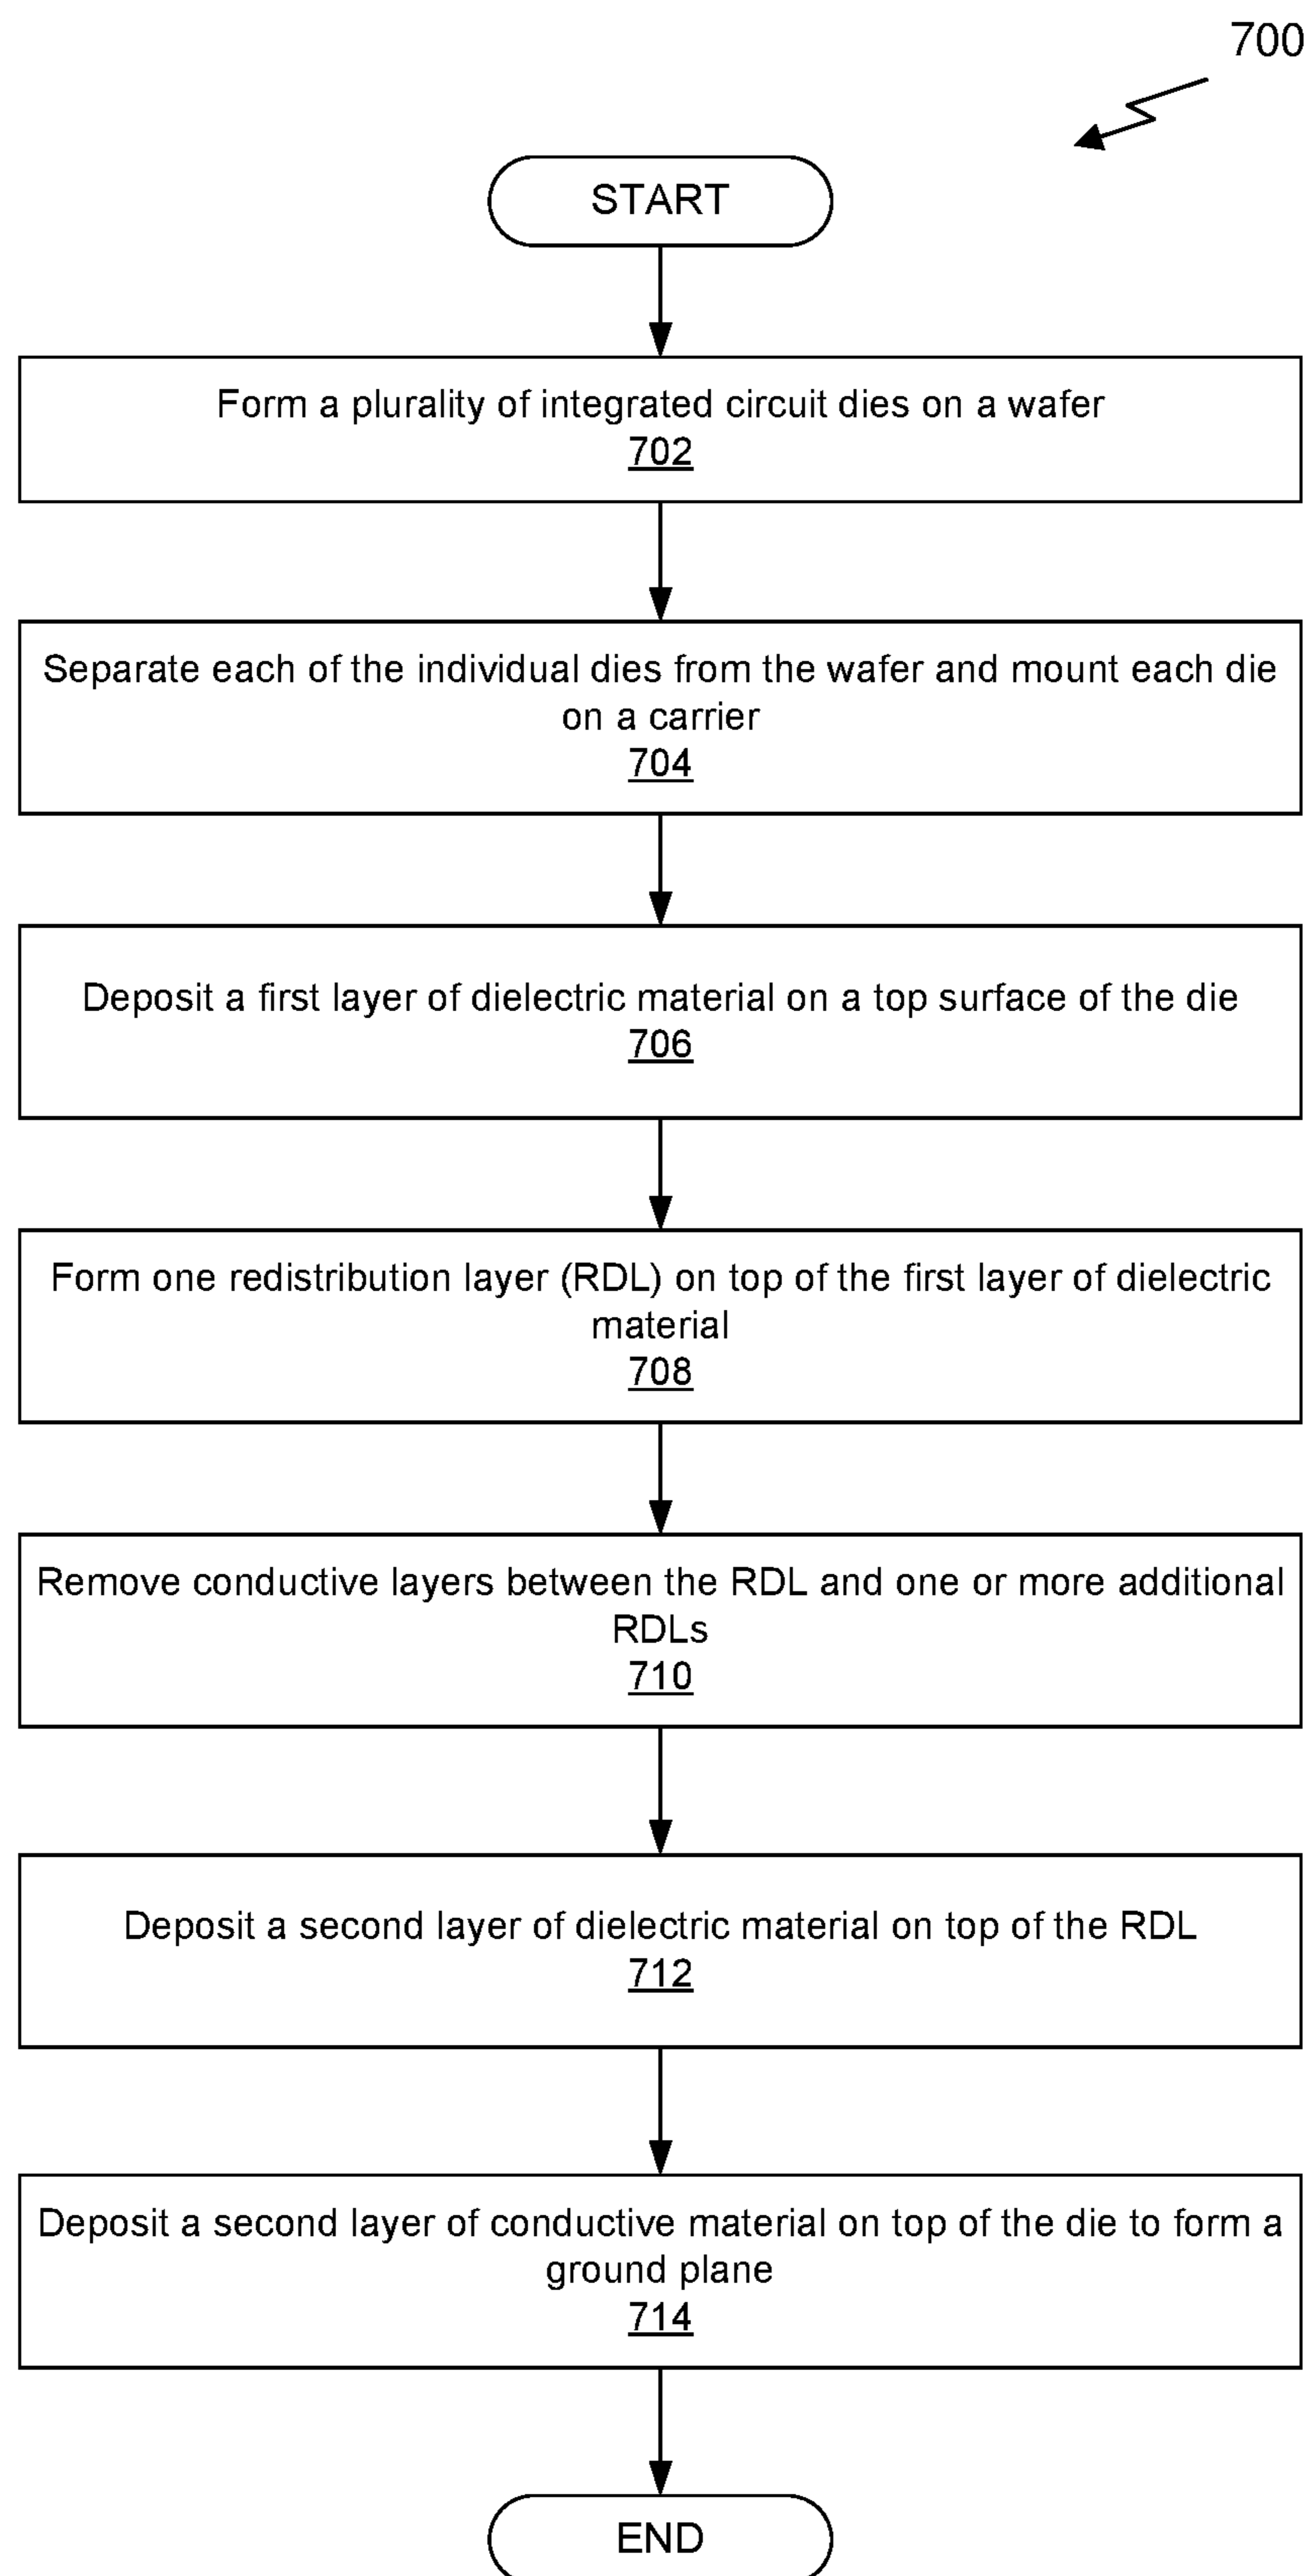 700
START
Form a plurality of integrated circuit dies on a wafer
702
Separate each of the individual dies from the wafer and mount each die
on a carrier
704
Deposit a first layer of dielectric material on a top surface of the die
706
Form one redistribution layer (RDL) on top of the first layer of dielectric
material
708
Remove conductive layers between the RDL and one or more additional
RDLs
710
Deposit a second layer of dielectric material on top of the RDL
712
Deposit a second layer of conductive material on top of the die to form a
ground plane
714
END